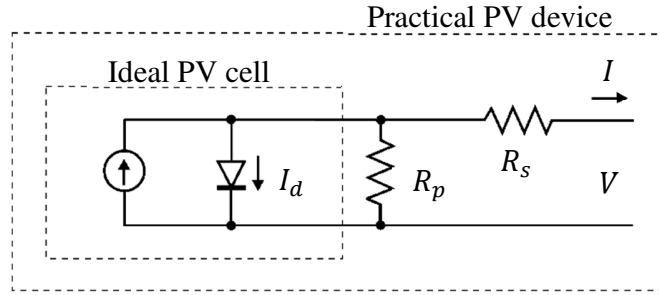 Practical PV device
Ideal PV cell
I
I_d
R_p
R_s
V